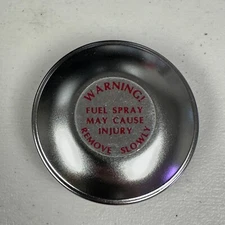 WARNING!
FUEL SPRAY
MAY CAUSE
INJURY
REMOVE SLOWLY